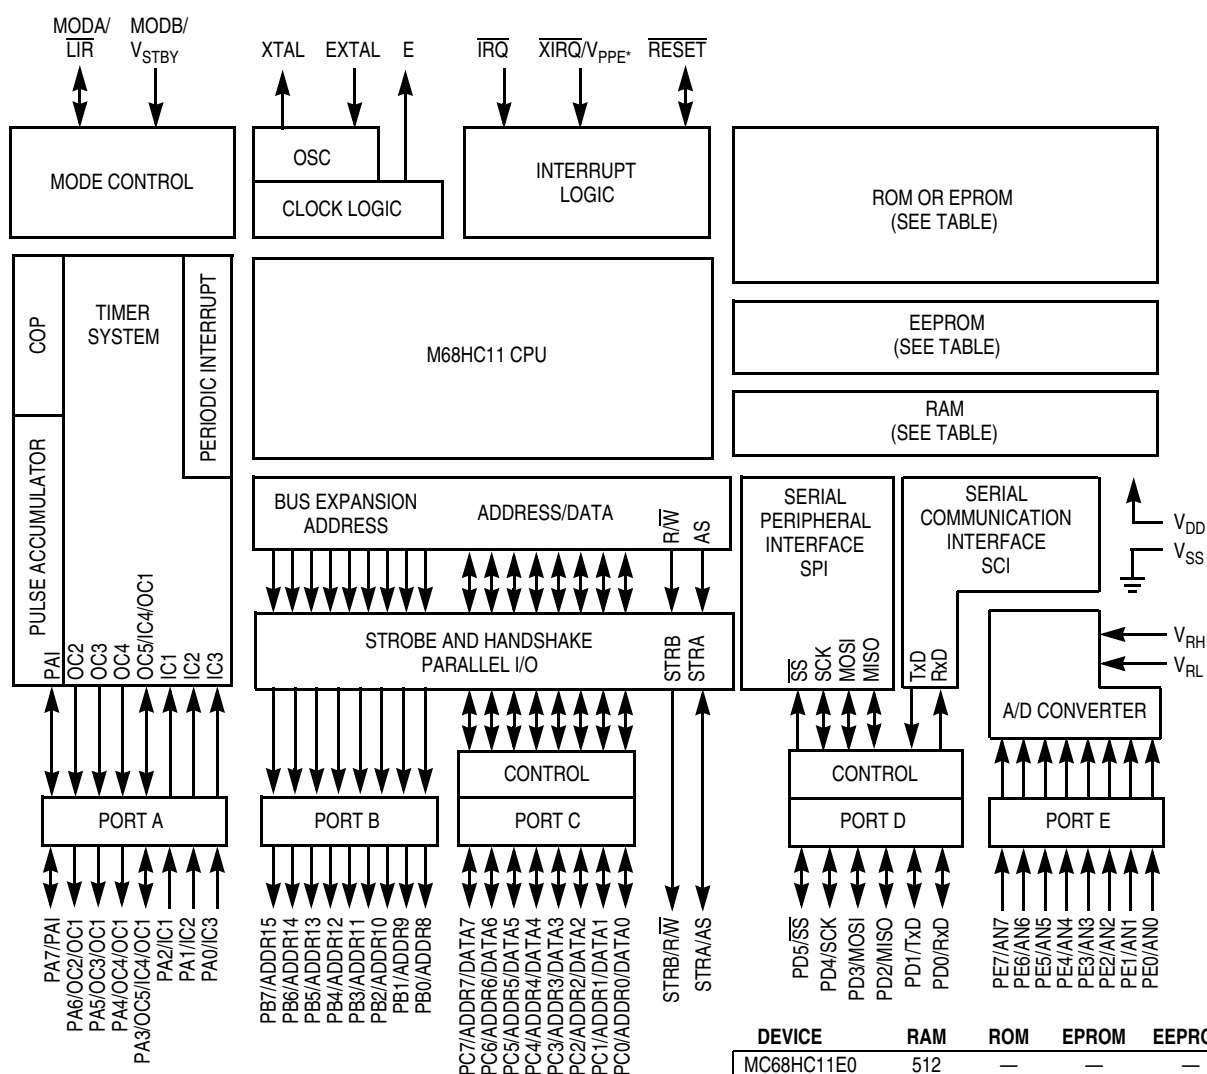 MODA/
LIR
MODB/
VSTBY
XTAL
EXTAL
E
IRQ
XIRQ/VPPE*
RESET
MODE CONTROL
OSC
CLOCK LOGIC
INTERRUPT
LOGIC
ROM OR EPROM
(SEE TABLE)
COP
TIMER
SYSTEM
PERIODIC INTERRUPT
M68HC11 CPU
EEPROM
(SEE TABLE)
RAM
(SEE TABLE)
PULSE ACCUMULATOR
PAI
OC2
OC3
OC4
OC5/IC4/OC1
IC1
IC2
IC3
BUS EXPANSION
ADDRESS
ADDRESS/DATA
R/W
AS
STROBE AND HANDSHAKE
PARALLEL I/O
STRB
STRA
SERIAL
PERIPHERAL
INTERFACE
SPI
SS
SCK
MOSI
MISO
SERIAL
COMMUNICATION
INTERFACE
SCI
TxD
RxD
VDD
VSS
VRH
VRL
A/D CONVERTER
CONTROL
CONTROL
PORT A
PORT B
PORT C
PORT D
PORT E
PA7/PAI
PA6/OC2/OC1
PA5/OC3/OC1
PA4/OC4/OC1
PA3/OC5/IC4/OC1
PA2/IC1
PA1/IC2
PA0/IC3
PB7/ADDR15
PB6/ADDR14
PB5/ADDR13
PB4/ADDR12
PB3/ADDR11
PB2/ADDR10
PB1/ADDR9
PB0/ADDR8
PC7/ADDR7/DATA7
PC6/ADDR6/DATA6
PC5/ADDR5/DATA5
PC4/ADDR4/DATA4
PC3/ADDR3/DATA3
PC2/ADDR2/DATA2
PC1/ADDR1/DATA1
PC0/ADDR0/DATA0
STRB/R/W
STRA/AS
PD5/SS
PD4/SCK
PD3/MOSI
PD2/MISO
PD1/TxD
PD0/RxD
PE7/AN7
PE6/AN6
PE5/AN5
PE4/AN4
PE3/AN3
PE2/AN2
PE1/AN1
PE0/AN0
DEVICE RAM ROM EPROM EEPRO
MC68HC11E0 512 — — —